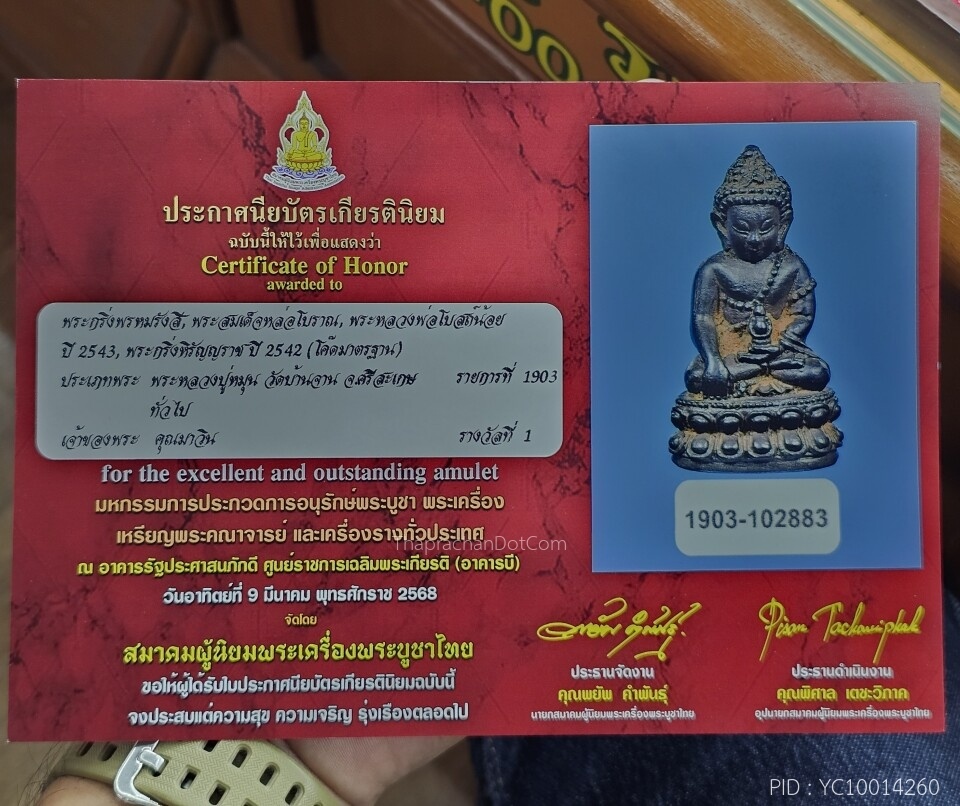 ประกาศนียบัตรเกียรตินิยม
ฉบับนี้ให้ไว้เพื่อแสดงว่า
Certificate of Honor
awarded to
พระกริ่งพรหมรังสี, พระสมเด็จหล่อโบราณ, พระหลวงพ่อโบสถ์น้อย
ปี 2543, พระกริ่งหิรัญญราช ปี 2542 (โค๊ดมาตรฐาน)
ประเภทพระ พระหลวงปู่หมุน วัดบ้านจาน จ.ศรีสะเกษ รายการที่ 1903
ทั่วไป
เจ้าของพระ คุณมาวิน รางวัลที่ 1
for the excellent and outstanding amulet
มหกรรมการประกวดการอนุรักษ์พระบูชา พระเครื่อง
เหรียญพระคณาจารย์ และเครื่องรางทั่วประเทศ
ThaprachanDotCom
ณ อาคารรัฐประศาสนภักดี ศูนย์ราชการเฉลิมพระเกียรติ (อาคารบี)
วันอาทิตย์ที่ 9 มีนาคม พุทธศักราช 2568
จัดโดย
สมาคมผู้นิยมพระเครื่องพระบูชาไทย
ขอให้ผู้ได้รับใบประกาศนียบัตรเกียรตินิยมฉบับนี้
จงประสบแต่ความสุข ความเจริญ รุ่งเรืองตลอดไป
1903-102883
Pisan Tachawiphak
ประธานจัดงาน
คุณพยัพ คำพันธุ์
นายกสมาคมผู้นิยมพระเครื่องพระบูชาไทย
ประธานดำเนินงาน
คุณพิศาล เตชะวิภาค
อุปนายกสมาคมผู้นิยมพระเครื่องพระบูชาไทย
PID : YC10014260